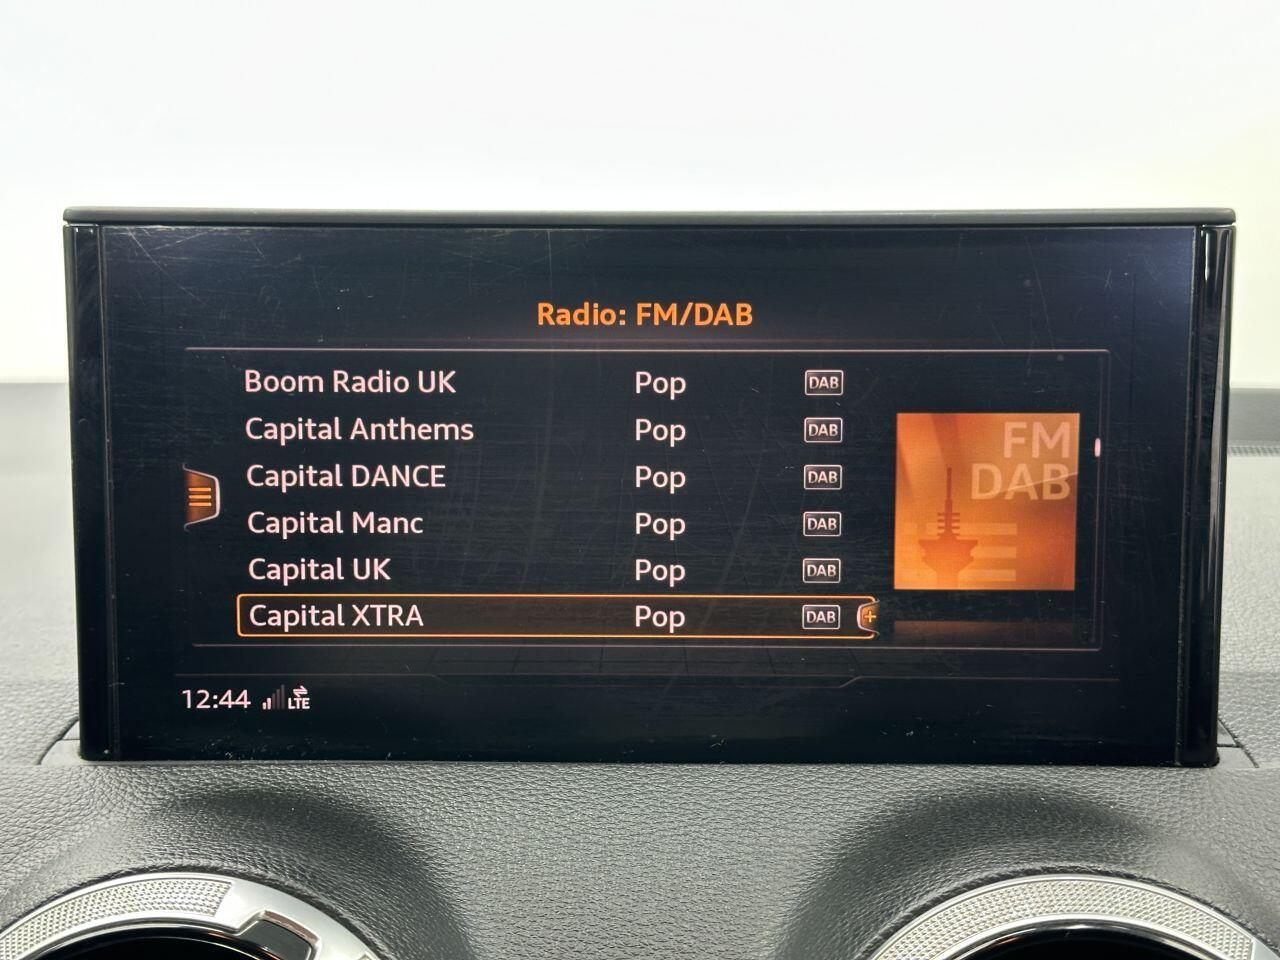 Radio: FM/DAB
Boom Radio UK Pop DAB
Capital Anthems Pop DAB
Capital DANCE Pop DAB
Capital Manc Pop DAB
Capital UK Pop DAB
Capital XTRA Pop DAB +
FM
DAB
12:44 LTE